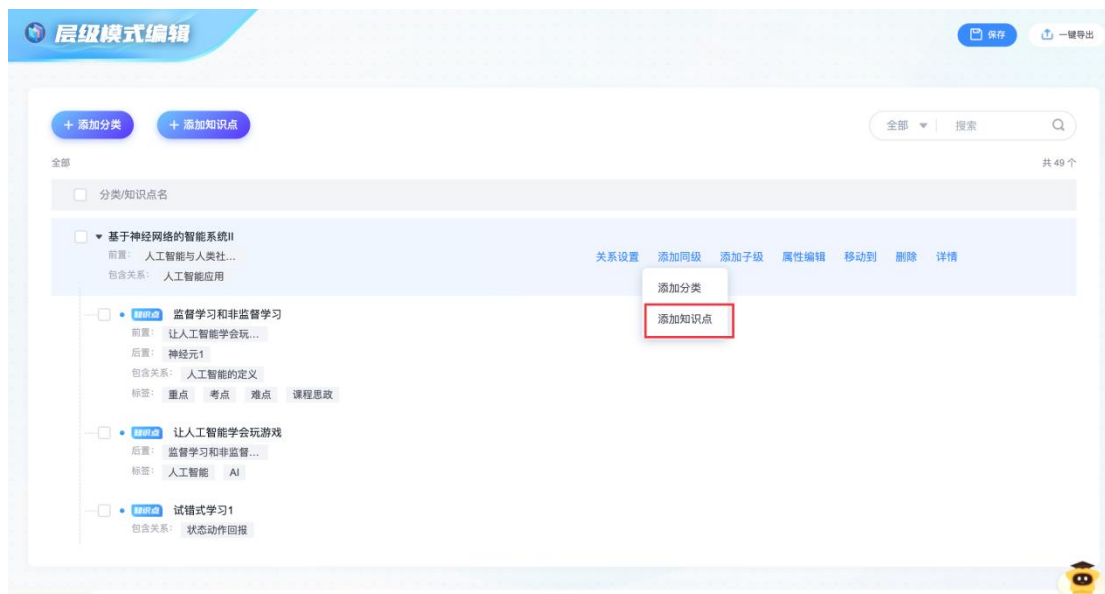 层级模式编辑
保存 一键导出
+ 添加分类 + 添加知识点 全部 搜索
全部 共 49 个
分类/知识点名
基于神经网络的智能系统II
前置: 人工智能与人类社...
关系设置 添加同级 添加子级 属性编辑 移动到 删除 详情
包含关系: 人工智能应用
添加分类
添加知识点
知识点 监督学习和非监督学习
前置: 让人工智能学会玩...
后置: 神经元1
包含关系: 人工智能的定义
标签: 重点 考点 难点 课程思政
知识点 让人工智能学会玩游戏
后置: 监督学习和非监督...
标签: 人工智能 AI
知识点 试错式学习1
包含关系: 状态动作回报